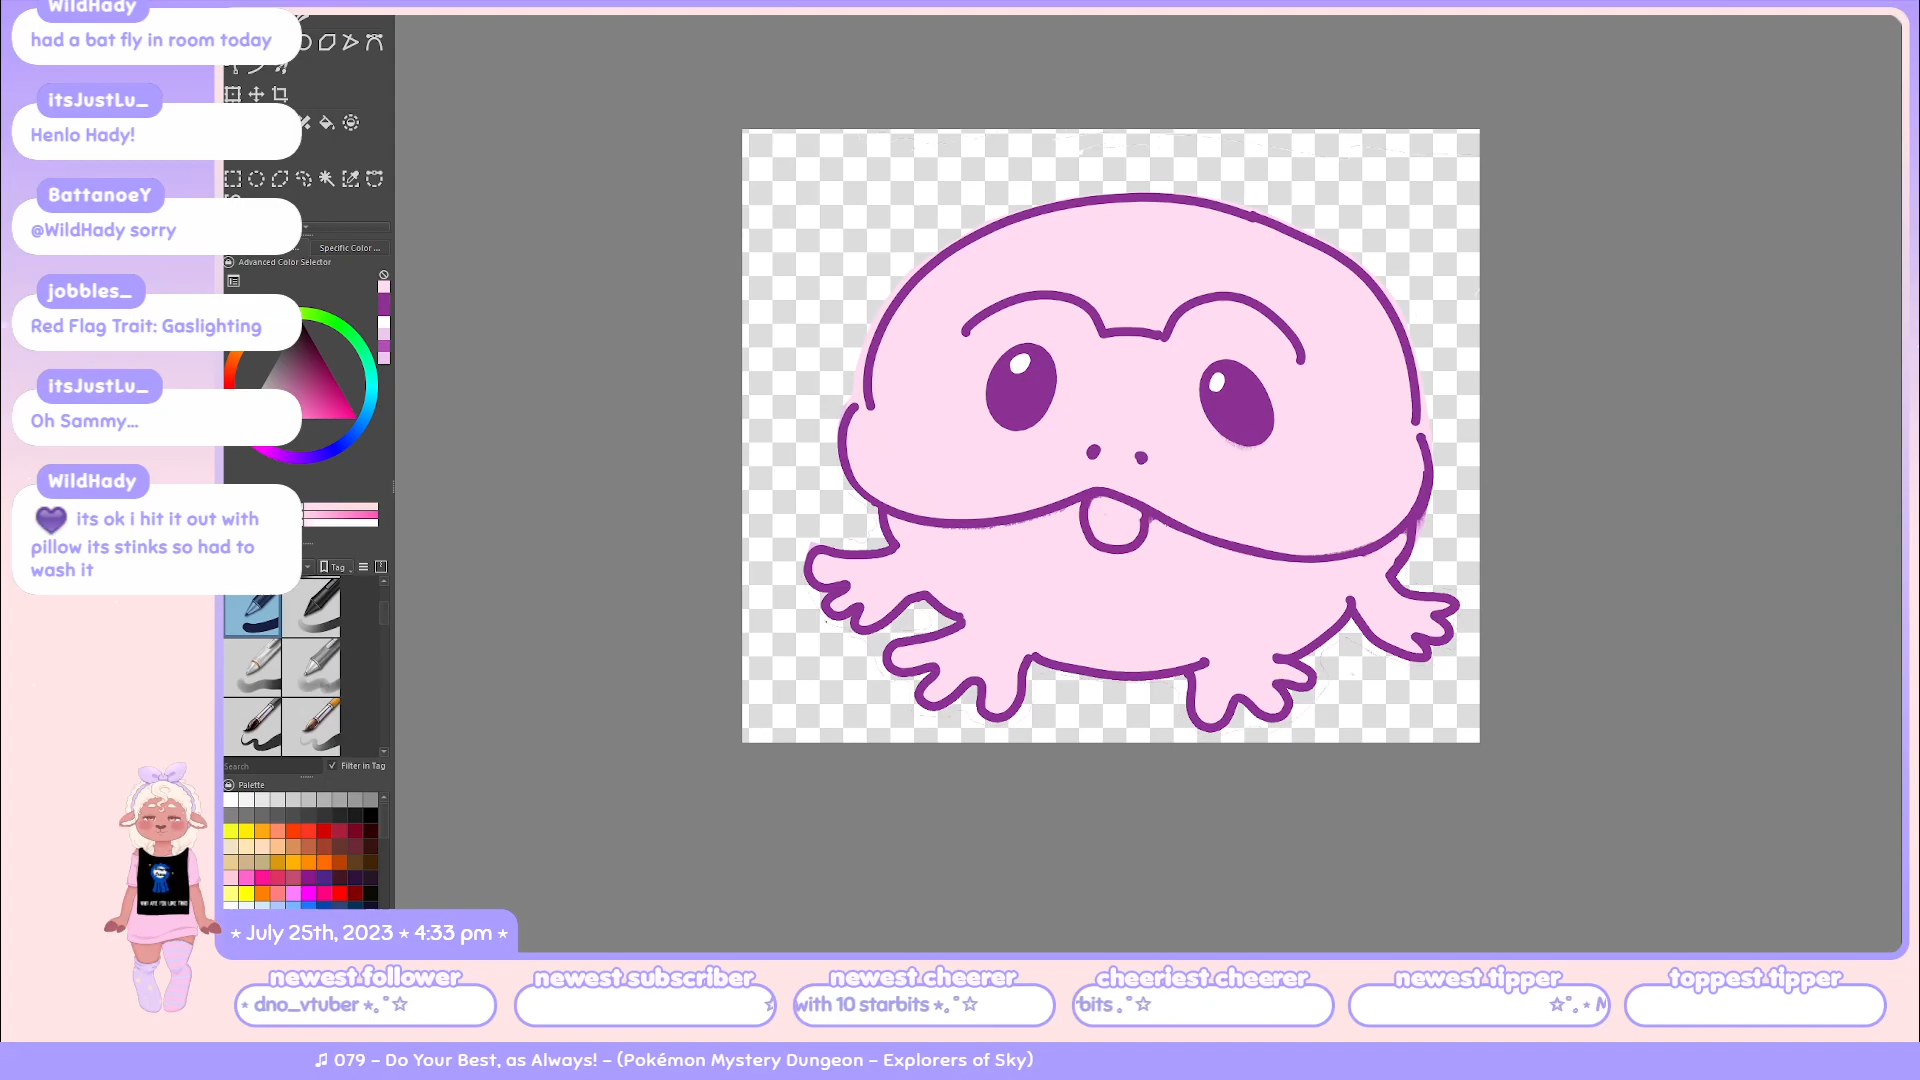 WildHady
had a bat fly in room today
itsJustLu_
Henlo Hady!
BattanoeY
@WildHady sorry
jobbles_
Red Flag Trait: Gaslighting
itsJustLu_
Oh Sammy...
WildHady
its ok i hit it out with
pillow its stinks so had to
wash it
Specific Color ...
Advanced Color Selector
Tag
Search
Filter in Tag
Palette
⋆ July 25th, 2023 ⋆ 4:33 pm ⋆
newest follower
⋆ dno_vtuber ⋆｡˚☆
newest subscriber
newest cheerer
with 10 starbits ⋆｡˚☆
cheeriest cheerer
bits ｡˚☆
newest tipper
☆˚｡⋆
toppest tipper
♫ 079 - Do Your Best, as Always! - (Pokémon Mystery Dungeon - Explorers of Sky)